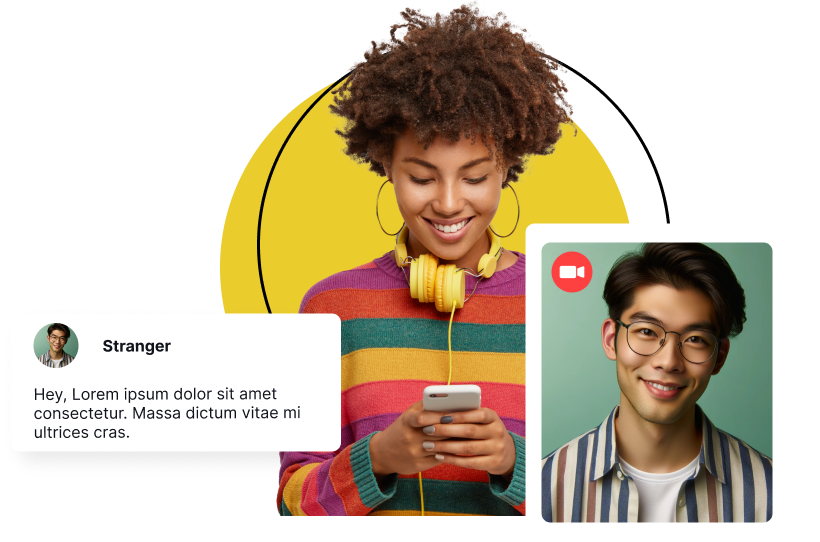 Stranger
Hey, Lorem ipsum dolor sit amet
consectetur. Massa dictum vitae mi
ultrices cras.